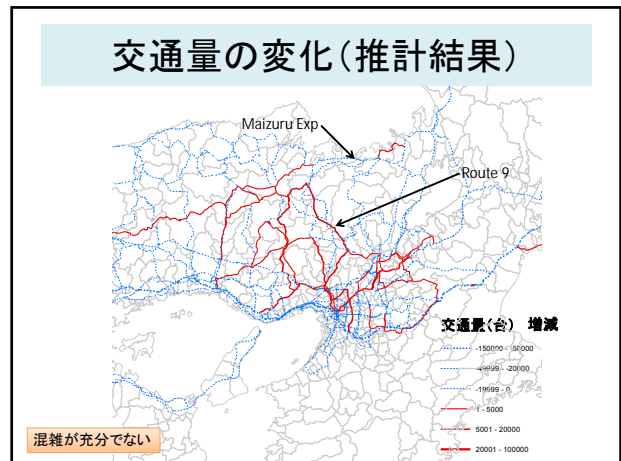 交通量の変化(推計結果)
Maizuru Exp
Route 9
交通量(台) 増減
-150000 - -50000
-49999 - -20000
-19999 - 0
1 - 5000
5001 - 20000
20001 - 100000
混雑が充分でない